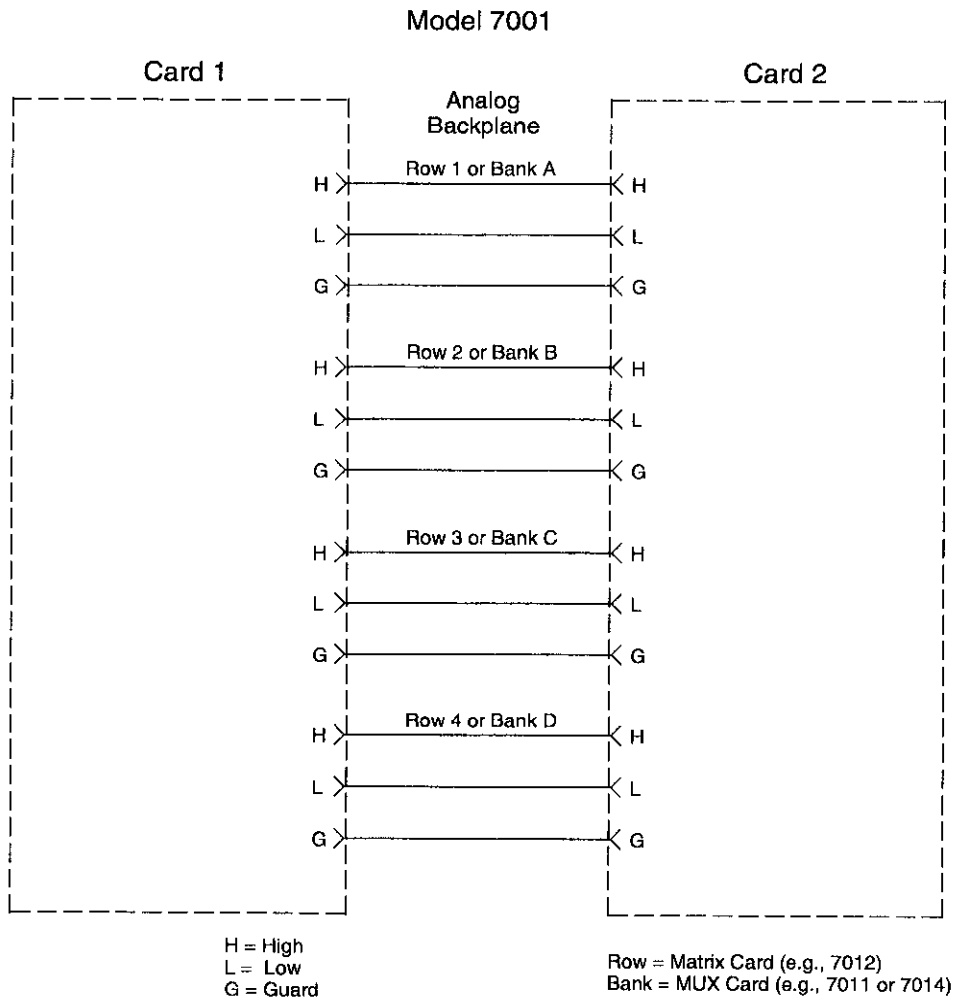 Model 7001
Card 1
Card 2
Analog
Backplane
Row 1 or Bank A
H H
L L
G G
Row 2 or Bank B
H H
L L
G G
Row 3 or Bank C
H H
L L
G G
Row 4 or Bank D
H H
L L
G G
H = High
L = Low
G = Guard
Row = Matrix Card (e.g., 7012)
Bank = MUX Card (e.g., 7011 or 7014)